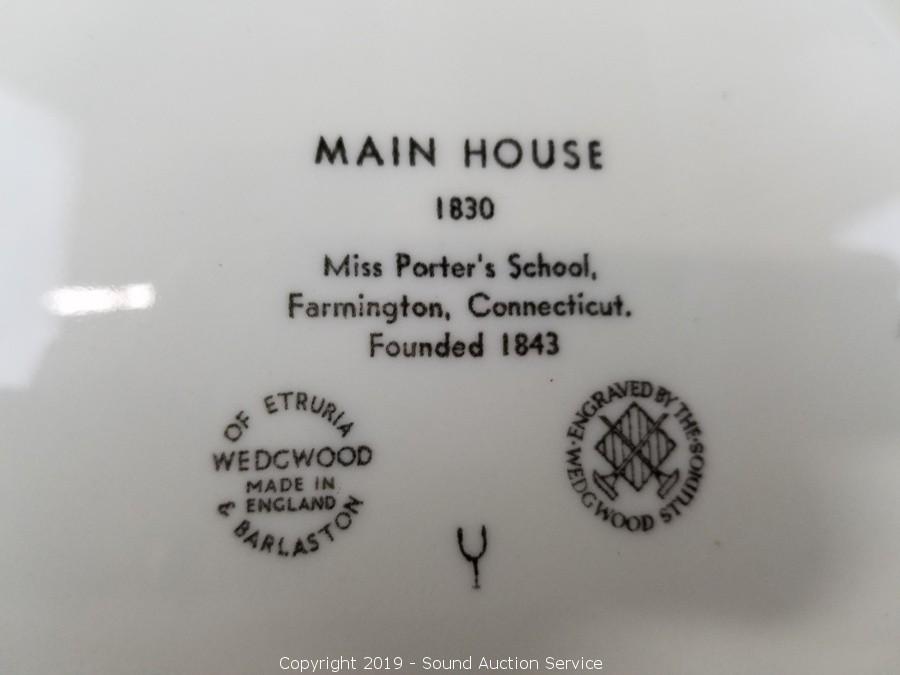 MAIN HOUSE
1830
Miss Porter's School,
Farmington, Connecticut.
Founded 1843
OF ETRURIA
WEDGWOOD
MADE IN
ENGLAND
& BARLASTON
ENGRAVED BY THE
WEDGWOOD STUDIOS
Copyright 2019 - Sound Auction Service